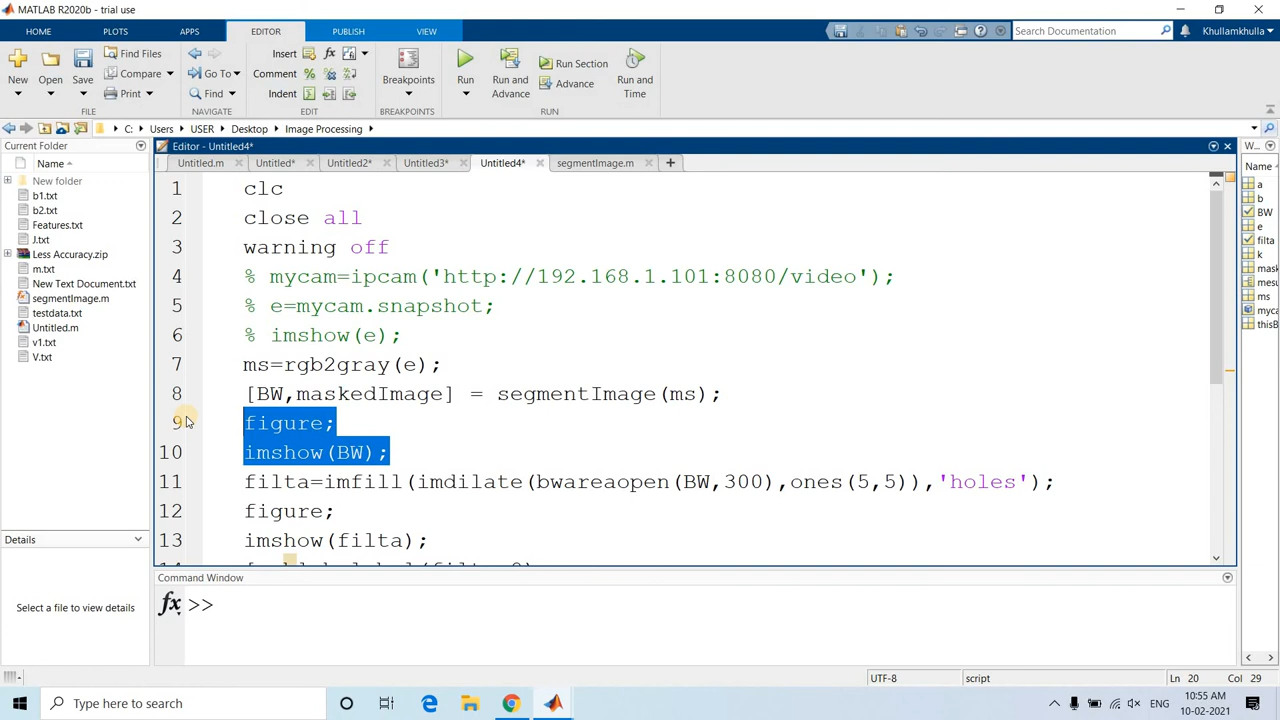 MATLAB R2020b - trial use
HOME PLOTS APPS EDITOR PUBLISH VIEW Search Documentation Khullamkhulla
New Open Save Find Files Compare Print
Go To Find
Insert fx
Comment % %
Indent
Breakpoints Run Run and Advance Run Section Advance Run and Time
FILE NAVIGATE EDIT BREAKPOINTS RUN
C: Users USER Desktop Image Processing
Current Folder
Editor - Untitled4*
W...
Untitled.m Untitled* Untitled2* Untitled3* Untitled4* segmentImage.m +
Name
New folder
b1.txt
b2.txt
Features.txt
J.txt
Less Accuracy.zip
m.txt
New Text Document.txt
segmentImage.m
testdata.txt
Untitled.m
v1.txt
V.txt
Details
Select a file to view details
1 clc
2 close all
3 warning off
4 % mycam=ipcam('http://192.168.1.101:8080/video');
5 % e=mycam.snapshot;
6 % imshow(e);
7 ms=rgb2gray(e);
8 [BW,maskedImage] = segmentImage(ms);
9 figure;
10 imshow(BW);
11 filta=imfill(imdilate(bwareaopen(BW,300),ones(5,5)),'holes');
12 figure;
13 imshow(filta);
Name
a
b
BW
e
filta
k
mask
mesu
ms
myca
thisB
Command Window
fx >>
UTF-8 script Ln 20 Col 29
Type here to search
ENG
10:55 AM
10-02-2021